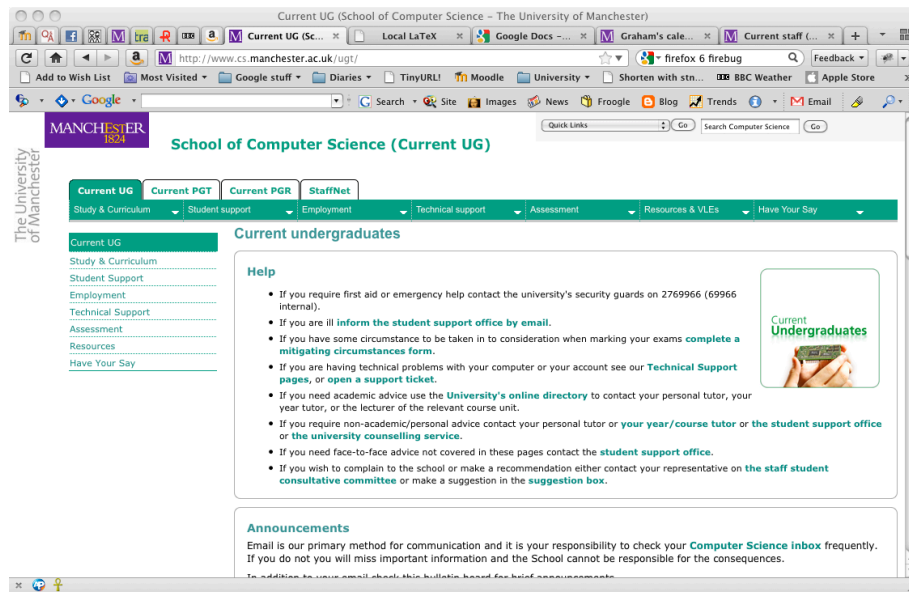 Current UG (School of Computer Science – The University of Manchester)
Current UG (Sc... × Local LaTeX × Google Docs -... × Graham's cale... × Current staff (... × +
http://www.cs.manchester.ac.uk/ugt/ firefox 6 firebug Feedback
Add to Wish List Most Visited Google stuff Diaries TinyURL! Moodle University Shorten with stn... BBC Weather Apple Store
Google Search Site Images News Froogle Blog Trends Email
MANCHESTER
1824
The University
of Manchester
School of Computer Science (Current UG)
Quick Links Go Search Computer Science Go
Current UG Current PGT Current PGR StaffNet
Study & Curriculum Student support Employment Technical support Assessment Resources & VLEs Have Your Say
Current UG
Study & Curriculum
Student Support
Employment
Technical Support
Assessment
Resources
Have Your Say
Current undergraduates
Help
• If you require first aid or emergency help contact the university's security guards on 2769966 (69966
internal).
• If you are ill inform the student support office by email.
• If you have some circumstance to be taken in to consideration when marking your exams complete a
mitigating circumstances form.
• If you are having technical problems with your computer or your account see our Technical Support
pages, or open a support ticket.
• If you need academic advice use the University's online directory to contact your personal tutor, your
year tutor, or the lecturer of the relevant course unit.
• If you require non-academic/personal advice contact your personal tutor or your year/course tutor or the student support office
or the university counselling service.
• If you need face-to-face advice not covered in these pages contact the student support office.
• If you wish to complain to the school or make a recommendation either contact your representative on the staff student
consultative committee or make a suggestion in the suggestion box.
Current
Undergraduates
Announcements
Email is our primary method for communication and it is your responsibility to check your Computer Science inbox frequently.
If you do not you will miss important information and the School cannot be responsible for the consequences.
In addition to your email check this bulletin board for brief announcements